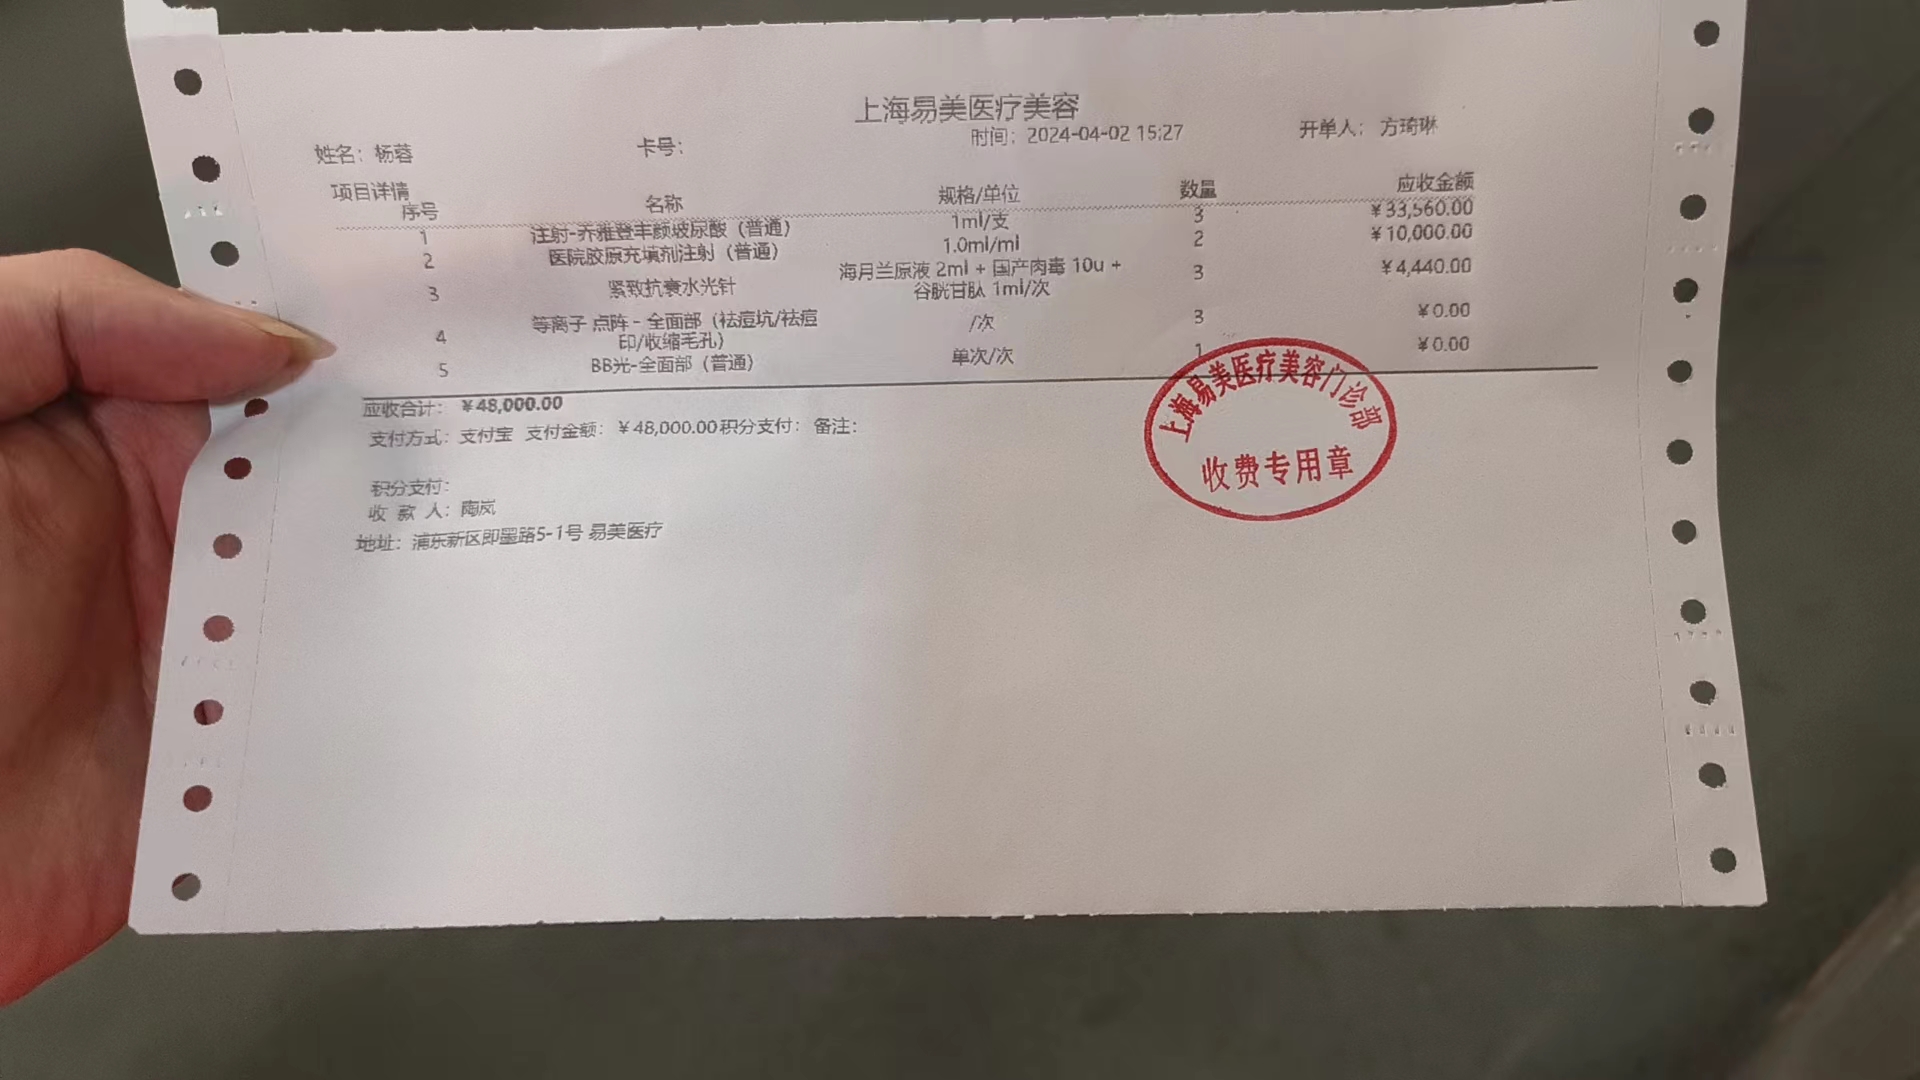 上海易美医疗美容
姓名：杨蓉 卡号： 时间：2024-04-02 15:27 开单人：方琦琳
项目详情
序号 名称 规格/单位 数量 应收金额
1 注射-乔雅登丰颜玻尿酸（普通） 1ml/支 3 ￥33,560.00
2 医院胶原充填剂注射（普通） 1.0ml/ml 2 ￥10,000.00
3 紧致抗衰水光针 海月兰原液 2ml + 国产肉毒 10u + 3 ￥4,440.00
谷胱甘肽 1ml/次
4 等离子 点阵 - 全面部（祛痘坑/祛痘 /次 3 ￥0.00
印/收缩毛孔）
5 BB光-全面部（普通） 单次/次 1 ￥0.00
应收合计：￥48,000.00
支付方式：支付宝 支付金额：￥48,000.00积分支付： 备注：
积分支付：
收 款 人：陶岚
地址：浦东新区即墨路5-1号 易美医疗
上海易美医疗美容门诊部
收费专用章